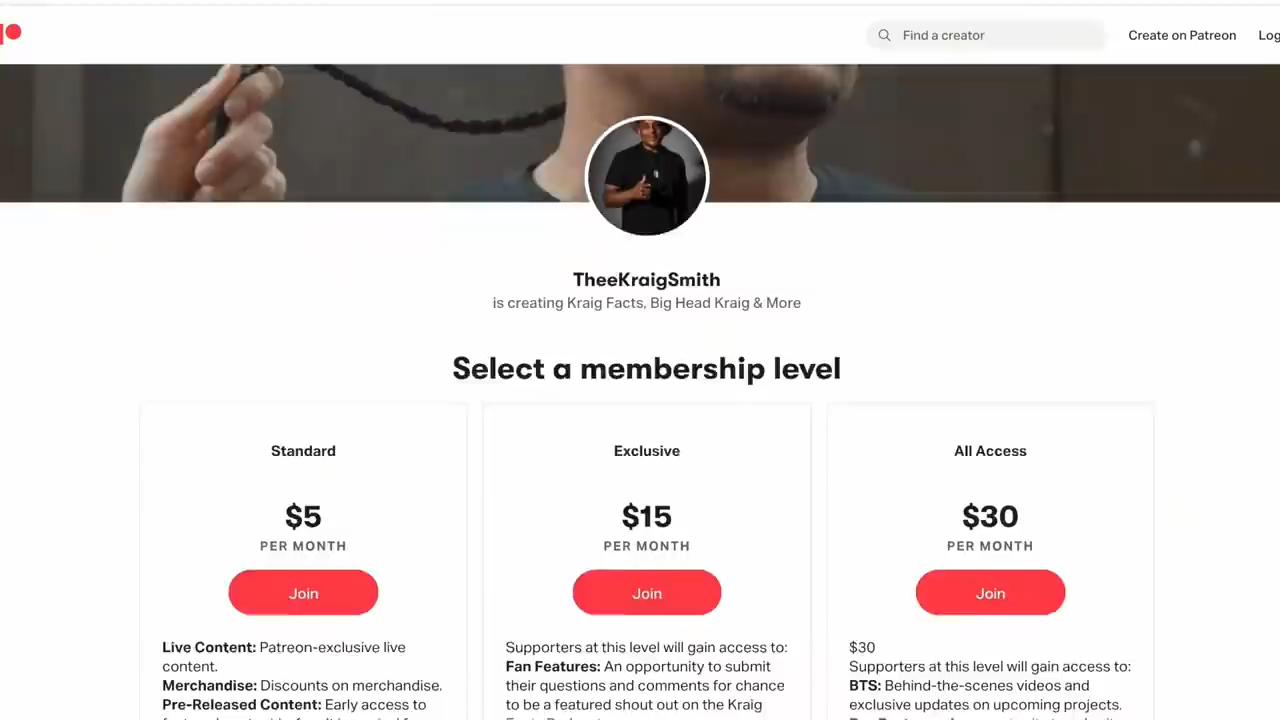 Find a creator
Create on Patreon
Log
TheeKraigSmith
is creating Kraig Facts, Big Head Kraig & More
Select a membership level
Standard
$5
PER MONTH
Join
Live Content: Patreon-exclusive live
content.
Merchandise: Discounts on merchandise.
Pre-Released Content: Early access to
Exclusive
$15
PER MONTH
Join
Supporters at this level will gain access to:
Fan Features: An opportunity to submit
their questions and comments for chance
to be a featured shout out on the Kraig
All Access
$30
PER MONTH
Join
$30
Supporters at this level will gain access to:
BTS: Behind-the-scenes videos and
exclusive updates on upcoming projects.